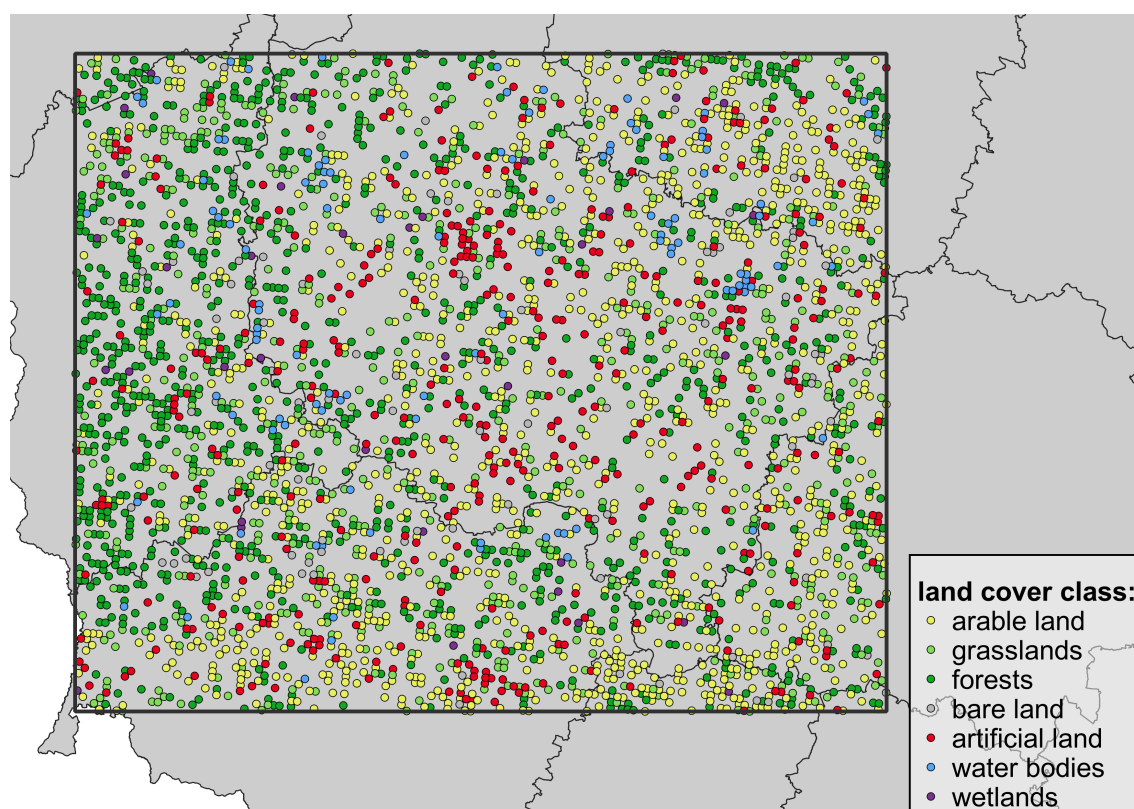 land cover class:
arable land
grasslands
forests
bare land
artificial land
water bodies
wetlands